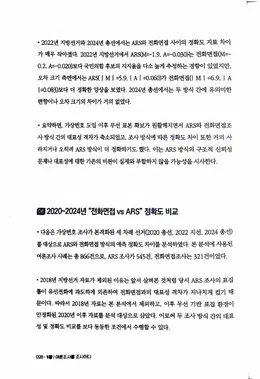 • 2022년 지방선거와 2024년 총선에서는 ARS와 전화면접 사이의 정확도 지표 차이
가 매우 작아졌다. 2022년 지방선거에서 ARS(M=-1.9, A=-0.03)는 전화면접(M=-
0.2, A=-0.020)보다 국민의힘 후보의 지지율을 다소 높게 추정하는 경향이 있었지만,
오차 크기 측면에서는 ARS(|M|=5.9, |A|=0.06)가 전화면접(|M|=6.9, |A
|=0.08)보다 더 정확한 양상을 보였다. 2024년 총선에서는 두 방식 간에 유의미한
편향이나 오차 크기의 차이가 거의 없었다.
• 요약하면, 가상번호 도입 이후 무선 표본 확보가 원활해지면서 ARS와 전화면접조
사 방식 간의 대표성 격차가 축소되었고, 조사 방식에 따른 정확도 차이 또한 거의 사
라지거나 오히려 ARS 방식이 더 정확하기도 했다. 이는 ARS 방식의 구조적 신뢰성
문제나 대표성에 대한 기존의 비판이 실제와 부합하지 않을 가능성을 시사한다.
2020~2024년 "전화면접 vs ARS" 정확도 비교
• 다음은 가상번호 조사가 본격화된 세 차례 선거(2020 총선, 2022 지선, 2024 총선)
를 대상으로 ARS와 전화면접 방식의 예측 정확도 차이를 분석하였다. 본 분석에 사용된
여론조사 사례는 총 866건으로, ARS 조사가 545건, 전화면접조사는 321건이었다.
• 2018년 지방선거 자료가 제외된 이유는 앞서 살펴본 것처럼 당시 ARS 조사의 표집
틀이 유선전화에 과도하게 의존하여 전화면접과의 대표성 격차가 지나치게 컸기 때
문이다. 따라서 2018년 자료는 본 분석에서 제외하고, 이후 무선 기반 표집 환경이
안정화된 2020년 이후 자료를 분석 대상으로 삼았다. 이로써 두 조사 방식 간의 대표
성 및 정확도 비교를 보다 동등한 조건에서 수행할 수 있다.